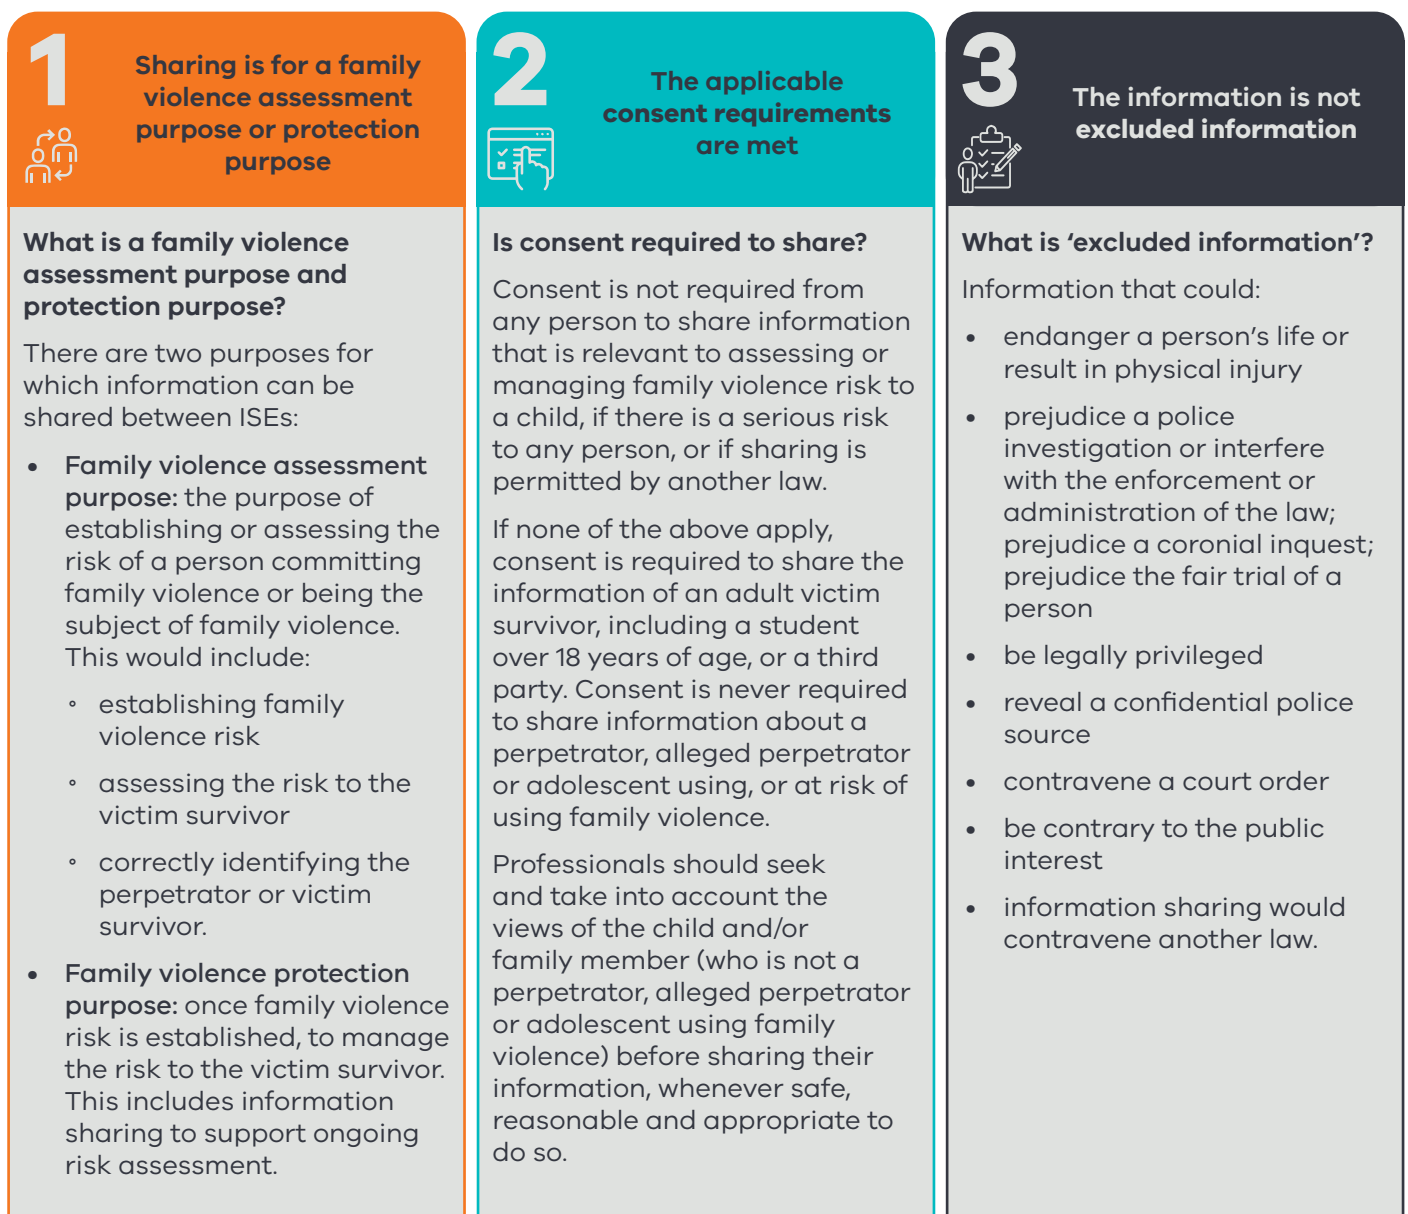 1
Sharing is for a family
violence assessment
purpose or protection
purpose
What is a family violence
assessment purpose and
protection purpose?
There are two purposes for
which information can be
shared between ISEs:
• Family violence assessment
purpose: the purpose of
establishing or assessing the
risk of a person committing
family violence or being the
subject of family violence.
This would include:
◦ establishing family
violence risk
◦ assessing the risk to the
victim survivor
◦ correctly identifying the
perpetrator or victim
survivor.
• Family violence protection
purpose: once family violence
risk is established, to manage
the risk to the victim survivor.
This includes information
sharing to support ongoing
risk assessment.
2
The applicable
consent requirements
are met
Is consent required to share?
Consent is not required from
any person to share information
that is relevant to assessing or
managing family violence risk to
a child, if there is a serious risk
to any person, or if sharing is
permitted by another law.
If none of the above apply,
consent is required to share the
information of an adult victim
survivor, including a student
over 18 years of age, or a third
party. Consent is never required
to share information about a
perpetrator, alleged perpetrator
or adolescent using, or at risk of
using family violence.
Professionals should seek
and take into account the
views of the child and/or
family member (who is not a
perpetrator, alleged perpetrator
or adolescent using family
violence) before sharing their
information, whenever safe,
reasonable and appropriate to
do so.
3
The information is not
excluded information
What is ‘excluded information’?
Information that could:
• endanger a person’s life or
result in physical injury
• prejudice a police
investigation or interfere
with the enforcement or
administration of the law;
prejudice a coronial inquest;
prejudice the fair trial of a
person
• be legally privileged
• reveal a confidential police
source
• contravene a court order
• be contrary to the public
interest
• information sharing would
contravene another law.